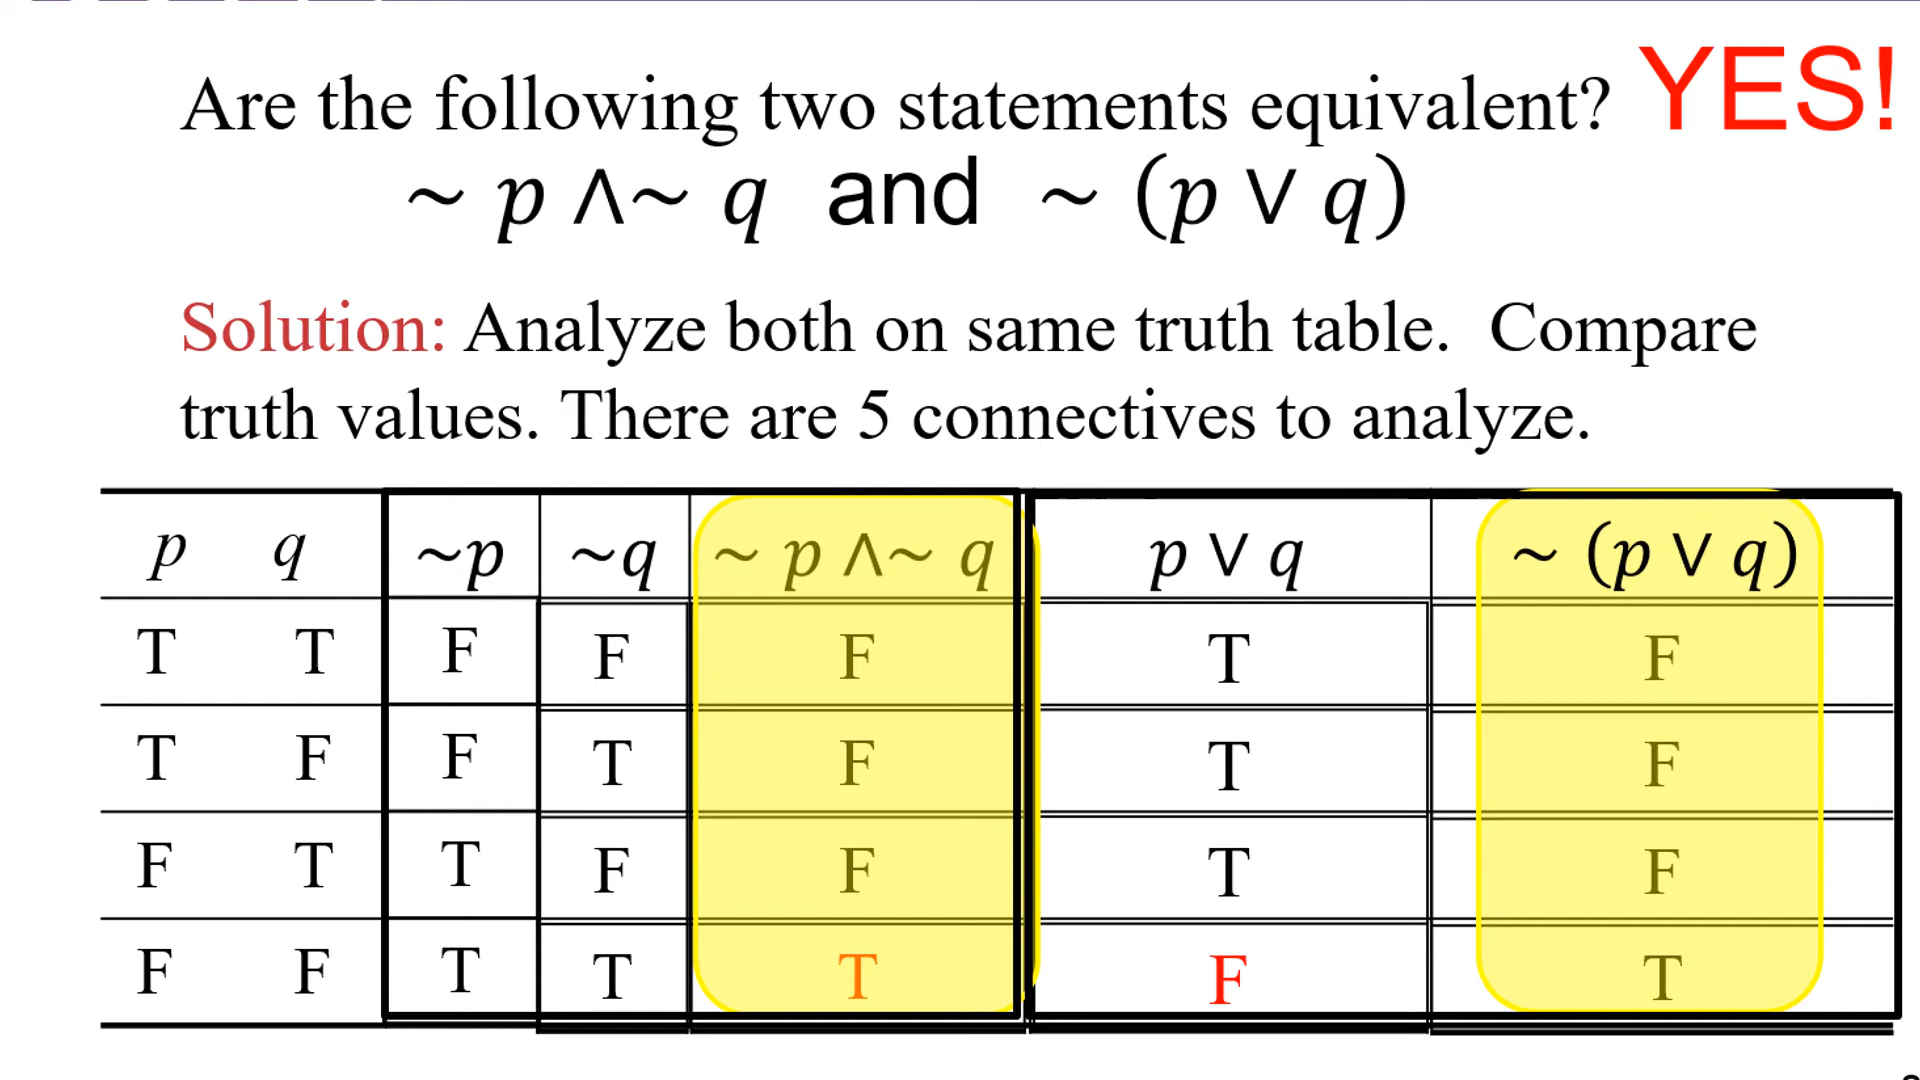 Are the following two statements equivalent? YES!
~ p ∧~ q and ~ (p ∨ q)
Solution: Analyze both on same truth table. Compare
truth values. There are 5 connectives to analyze.
p q ~p ~q ~ p ∧~ q p ∨ q ~ (p ∨ q)
T T F F F T F
T F F T F T F
F T T F F T F
F F T T T F T